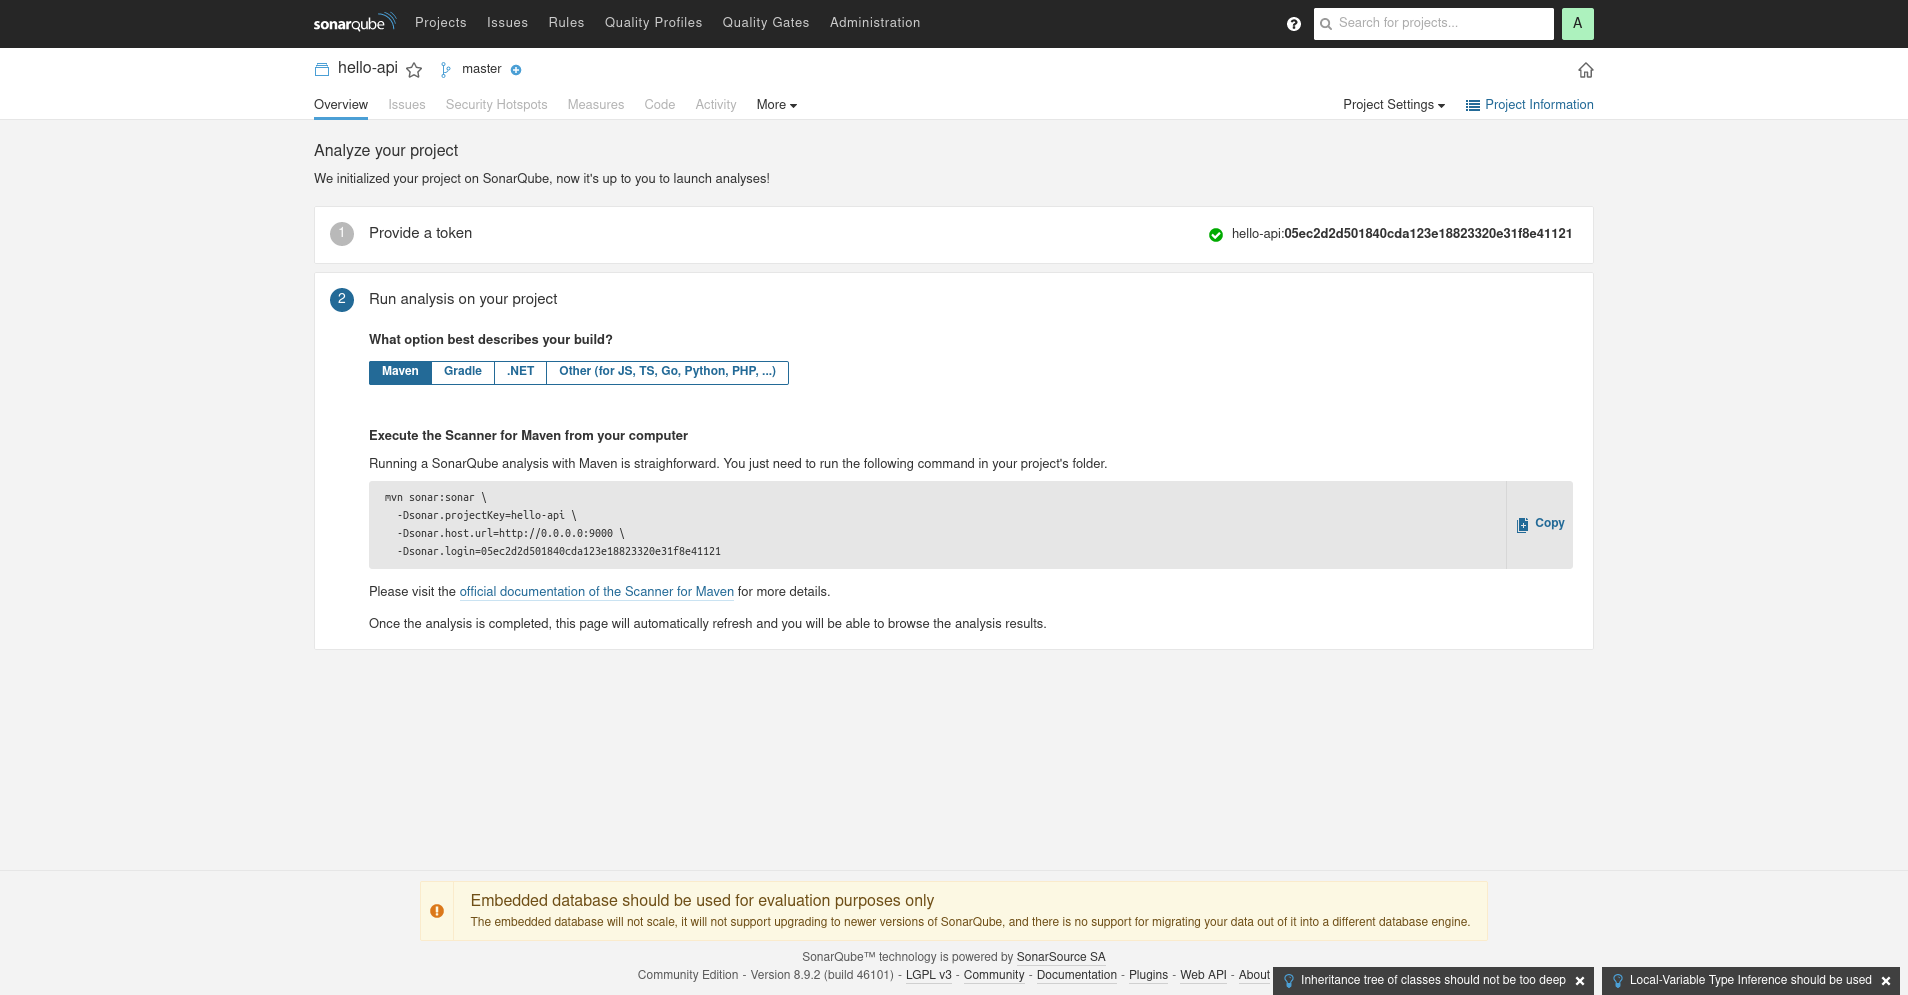 sonarqube Projects Issues Rules Quality Profiles Quality Gates Administration ? Search for projects... A
hello-api master
Overview Issues Security Hotspots Measures Code Activity More Project Settings Project Information
Analyze your project
We initialized your project on SonarQube, now it's up to you to launch analyses!
1 Provide a token hello-api:05ec2d2d501840cda123e18823320e31f8e41121
2 Run analysis on your project
What option best describes your build?
Maven Gradle .NET Other (for JS, TS, Go, Python, PHP, ...)
Execute the Scanner for Maven from your computer
Running a SonarQube analysis with Maven is straighforward. You just need to run the following command in your project's folder.
mvn sonar:sonar \
-Dsonar.projectKey=hello-api \
-Dsonar.host.url=http://0.0.0.0:9000 \
-Dsonar.login=05ec2d2d501840cda123e18823320e31f8e41121
Copy
Please visit the official documentation of the Scanner for Maven for more details.
Once the analysis is completed, this page will automatically refresh and you will be able to browse the analysis results.
Embedded database should be used for evaluation purposes only
The embedded database will not scale, it will not support upgrading to newer versions of SonarQube, and there is no support for migrating your data out of it into a different database engine.
SonarQube™ technology is powered by SonarSource SA
Community Edition - Version 8.9.2 (build 46101) - LGPL v3 - Community - Documentation - Plugins - Web API - About
Inheritance tree of classes should not be too deep
Local-Variable Type Inference should be used